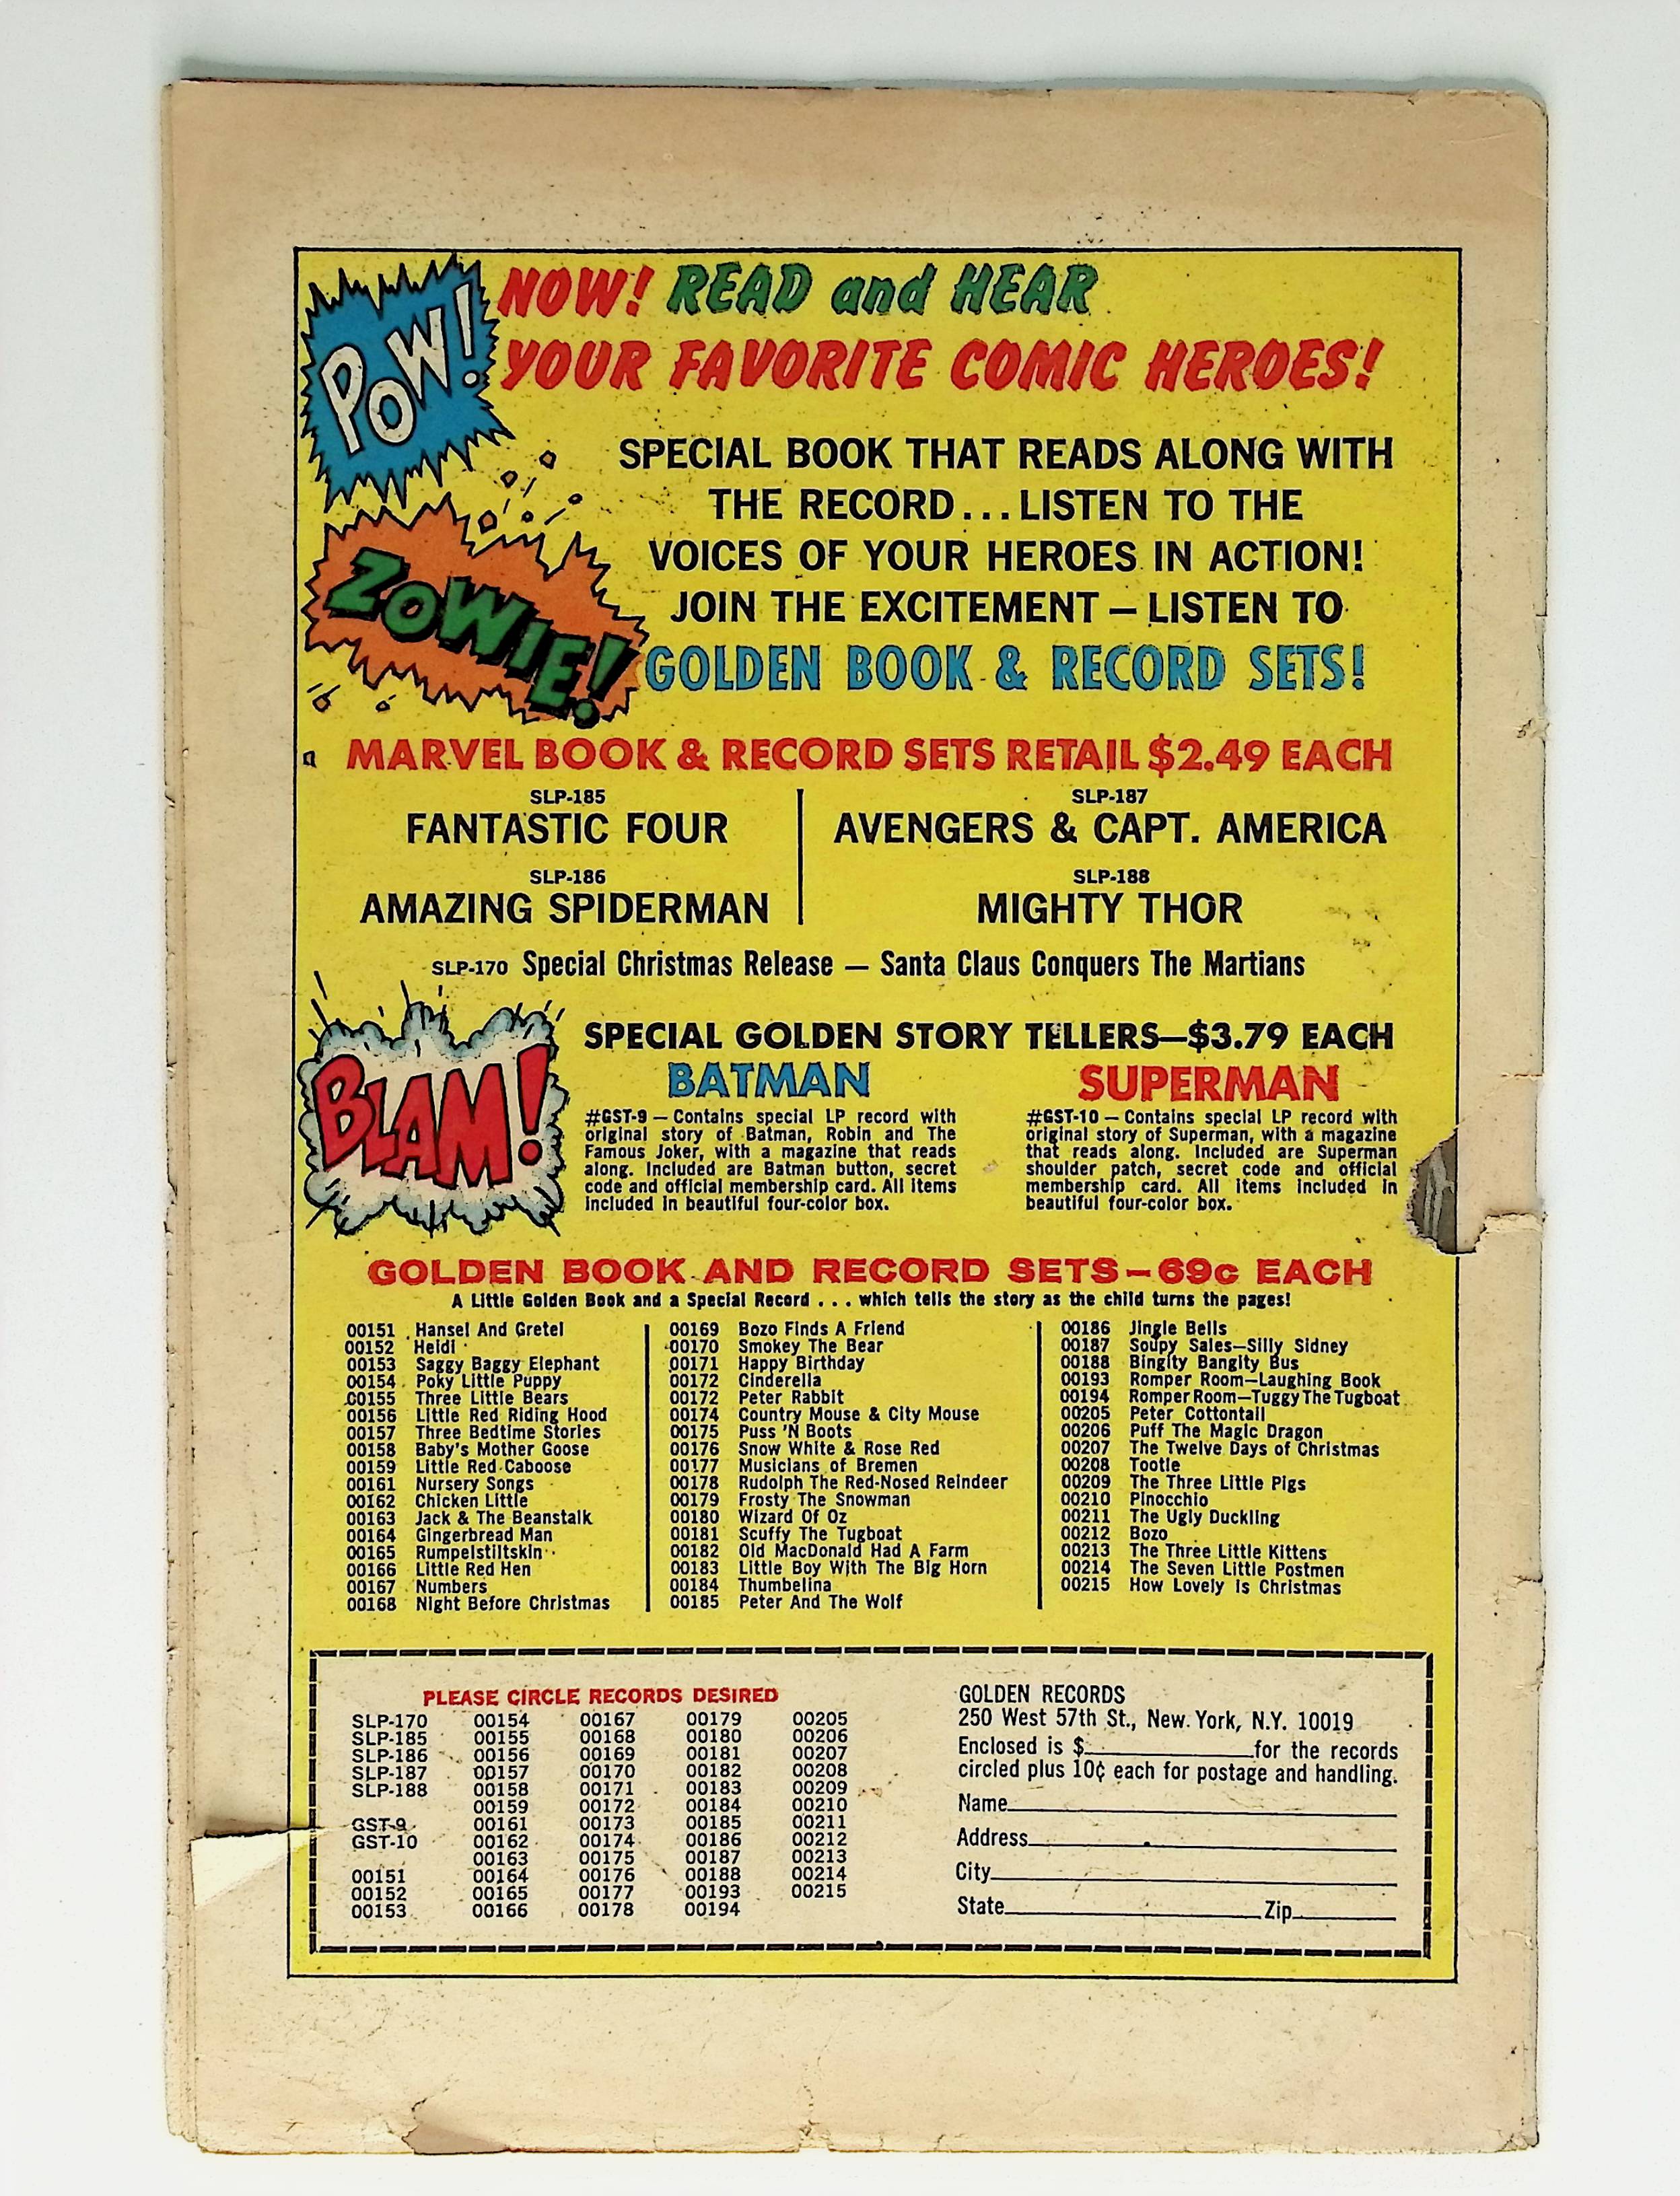 POW!
NOW! READ and HEAR
YOUR FAVORITE COMIC HEROES!
SPECIAL BOOK THAT READS ALONG WITH
THE RECORD...LISTEN TO THE
VOICES OF YOUR HEROES IN ACTION!
JOIN THE EXCITEMENT — LISTEN TO
ZOWIE!
GOLDEN BOOK & RECORD SETS!
MARVEL BOOK & RECORD SETS RETAIL $2.49 EACH
SLP-185
FANTASTIC FOUR
SLP-186
AMAZING SPIDERMAN
SLP-187
AVENGERS & CAPT. AMERICA
SLP-188
MIGHTY THOR
SLP-170 Special Christmas Release — Santa Claus Conquers The Martians
BLAM!
SPECIAL GOLDEN STORY TELLERS—$3.79 EACH
BATMAN
#GST-9 — Contains special LP record with
original story of Batman, Robin and The
Famous Joker, with a magazine that reads
along. Included are Batman button, secret
code and official membership card. All items
included in beautiful four-color box.
SUPERMAN
#GST-10 — Contains special LP record with
original story of Superman, with a magazine
that reads along. Included are Superman
shoulder patch, secret code and official
membership card. All items included in
beautiful four-color box.
GOLDEN BOOK AND RECORD SETS—69c EACH
A Little Golden Book and a Special Record . . . which tells the story as the child turns the pages!
00151 Hansel And Gretel
00152 Heidi
00153 Saggy Baggy Elephant
00154 Poky Little Puppy
00155 Three Little Bears
00156 Little Red Riding Hood
00157 Three Bedtime Stories
00158 Baby's Mother Goose
00159 Little Red Caboose
00161 Nursery Songs
00162 Chicken Little
00163 Jack & The Beanstalk
00164 Gingerbread Man
00165 Rumpelstiltskin
00166 Little Red Hen
00167 Numbers
00168 Night Before Christmas
00169 Bozo Finds A Friend
00170 Smokey The Bear
00171 Happy Birthday
00172 Cinderella
00172 Peter Rabbit
00174 Country Mouse & City Mouse
00175 Puss 'N Boots
00176 Snow White & Rose Red
00177 Musicians of Bremen
00178 Rudolph The Red-Nosed Reindeer
00179 Frosty The Snowman
00180 Wizard Of Oz
00181 Scuffy The Tugboat
00182 Old MacDonald Had A Farm
00183 Little Boy With The Big Horn
00184 Thumbelina
00185 Peter And The Wolf
00186 Jingle Bells
00187 Soupy Sales—Silly Sidney
00188 Bingity Bangity Bus
00193 Romper Room—Laughing Book
00194 Romper Room—Tuggy The Tugboat
00205 Peter Cottontail
00206 Puff The Magic Dragon
00207 The Twelve Days of Christmas
00208 Tootle
00209 The Three Little Pigs
00210 Pinocchio
00211 The Ugly Duckling
00212 Bozo
00213 The Three Little Kittens
00214 The Seven Little Postmen
00215 How Lovely Is Christmas
PLEASE CIRCLE RECORDS DESIRED
SLP-170
SLP-185
SLP-186
SLP-187
SLP-188
GST-9
GST-10
00151
00152
00153
00154
00155
00156
00157
00158
00159
00161
00162
00163
00164
00165
00166
00167
00168
00169
00170
00171
00172
00173
00174
00175
00176
00177
00178
00179
00180
00181
00182
00183
00184
00185
00186
00187
00188
00193
00194
00205
00206
00207
00208
00209
00210
00211
00212
00213
00214
00215
GOLDEN RECORDS
250 West 57th St., New York, N.Y. 10019
Enclosed is $____________for the records
circled plus 10¢ each for postage and handling.
Name
Address
City
State Zip